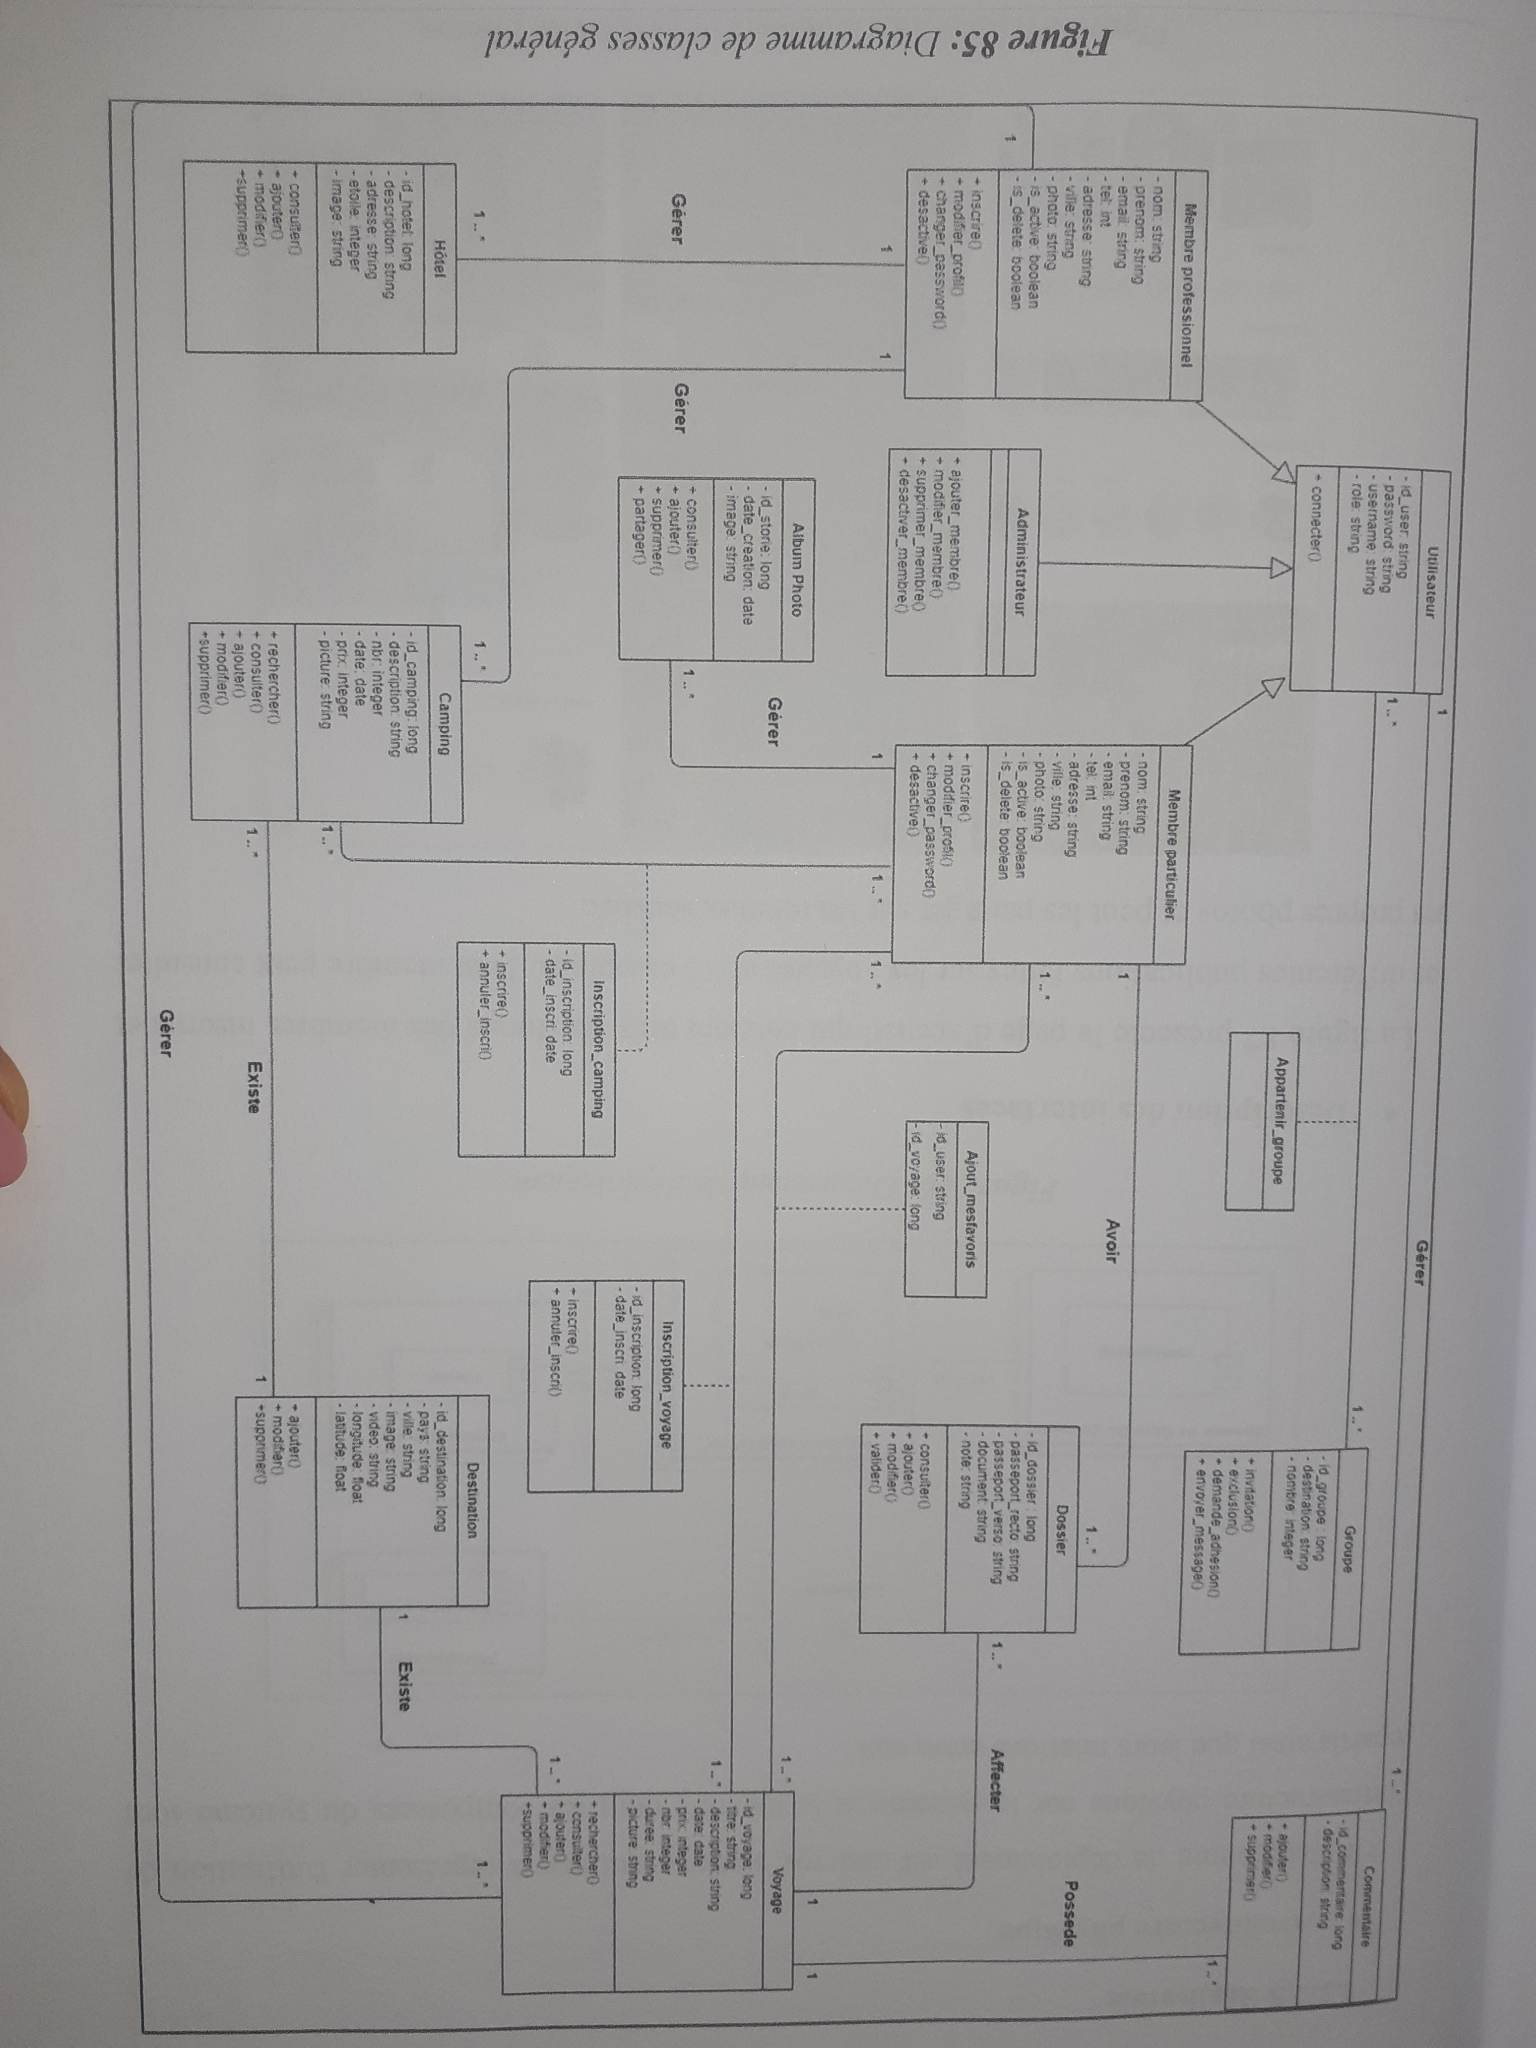 Utilisateur
- id_user: string
- password: string
- username: string
- role: string
+ connecter()
1
Gérer
1..*
1..*
1..*
Appartenir_groupe
Groupe
- id_groupe : long
- destination: string
- nombre: integer
+ invitation()
+ exclusion()
+ demande_adhesion()
+ envoyer_message()
Commentaire
- id_commentaire: long
- description: string
+ ajouter()
+ modifier()
+ supprimer()
1..*
Possede
1
Membre professionnel
- nom: string
- prenom: string
- email: string
- tel: int
- adresse: string
- ville: string
- photo: string
- is_active: boolean
- is_delete: boolean
+ inscrire()
+ modifier_profil()
+ changer_password()
+ desactive()
1
1
1
Administrateur
+ ajouter_membre()
+ modifier_membre()
+ supprimer_membre()
+ desactiver_membre()
Membre particulier
- nom: string
- prenom: string
- email: string
- tel: int
- adresse: string
- ville: string
- photo: string
- is_active: boolean
- is_delete: boolean
+ inscrire()
+ modifier_profil()
+ changer_password()
+ desactive()
1
Avoir
1..*
1..*
1
1..*
1..*
Ajout_mesfavoris
- id_user: string
- id_voyage: long
Dossier
- id_dossier : long
- passeport_recto: string
- passeport_verso: string
- document: string
- note: string
+ consulter()
+ ajouter()
+ modifier()
+ valider()
1..*
Affecter
1
Album Photo
- id_storie: long
- date_creation: date
- image: string
+ consulter()
+ ajouter()
+ supprimer()
+ partager()
Gérer
1..*
Gérer
Gérer
1..*
1..*
Voyage
- id_voyage: long
- titre: string
- description: string
- date: date
- prix: integer
- nbr: integer
- duree: string
- picture: string
+ rechercher()
+ consulter()
+ ajouter()
+ modifier()
+supprimer()
1..*
1..*
1..*
1..*
Inscription_voyage
- id_inscription: long
- date_inscri: date
+ inscrire()
+ annuler_inscri()
Inscription_camping
- id_inscription: long
- date_inscri: date
+ inscrire()
+ annuler_inscri()
Hôtel
- id_hotel: long
- description: string
- adresse: string
- etoile: integer
- image: string
+ consulter()
+ ajouter()
+ modifier()
+supprimer()
Camping
- id_camping: long
- description: string
- nbr: integer
- date: date
- prix: integer
- picture: string
+ rechercher()
+ consulter()
+ ajouter()
+ modifier()
+supprimer()
1..*
1..*
Existe
1
Destination
- id_destination: long
- pays: string
- ville: string
- image: string
- video: string
- longitude: float
- latitude: float
+ ajouter()
+ modifier()
+supprimer()
1
Existe
Gérer
Figure 85: Diagramme de classes général